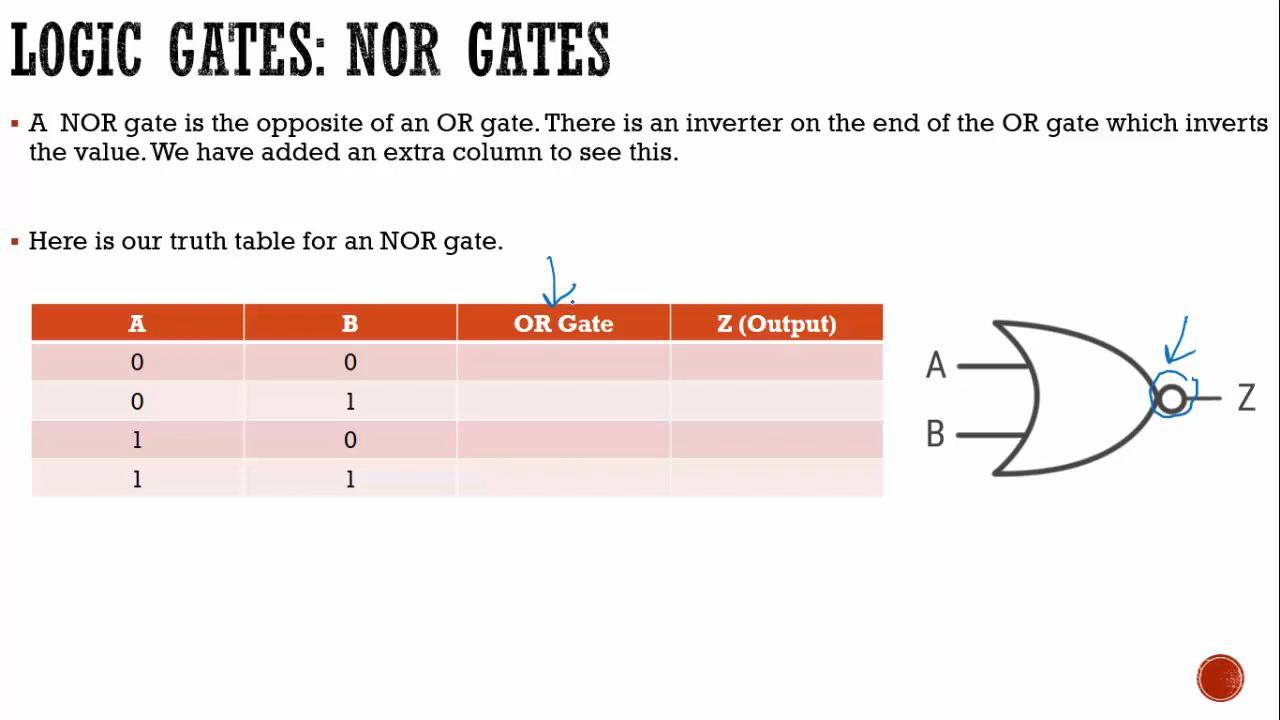 LOGIC GATES: NOR GATES
▪ A NOR gate is the opposite of an OR gate. There is an inverter on the end of the OR gate which inverts
the value. We have added an extra column to see this.
▪ Here is our truth table for an NOR gate.
A B OR Gate Z (Output)
0 0
0 1
1 0
1 1
A
B
Z